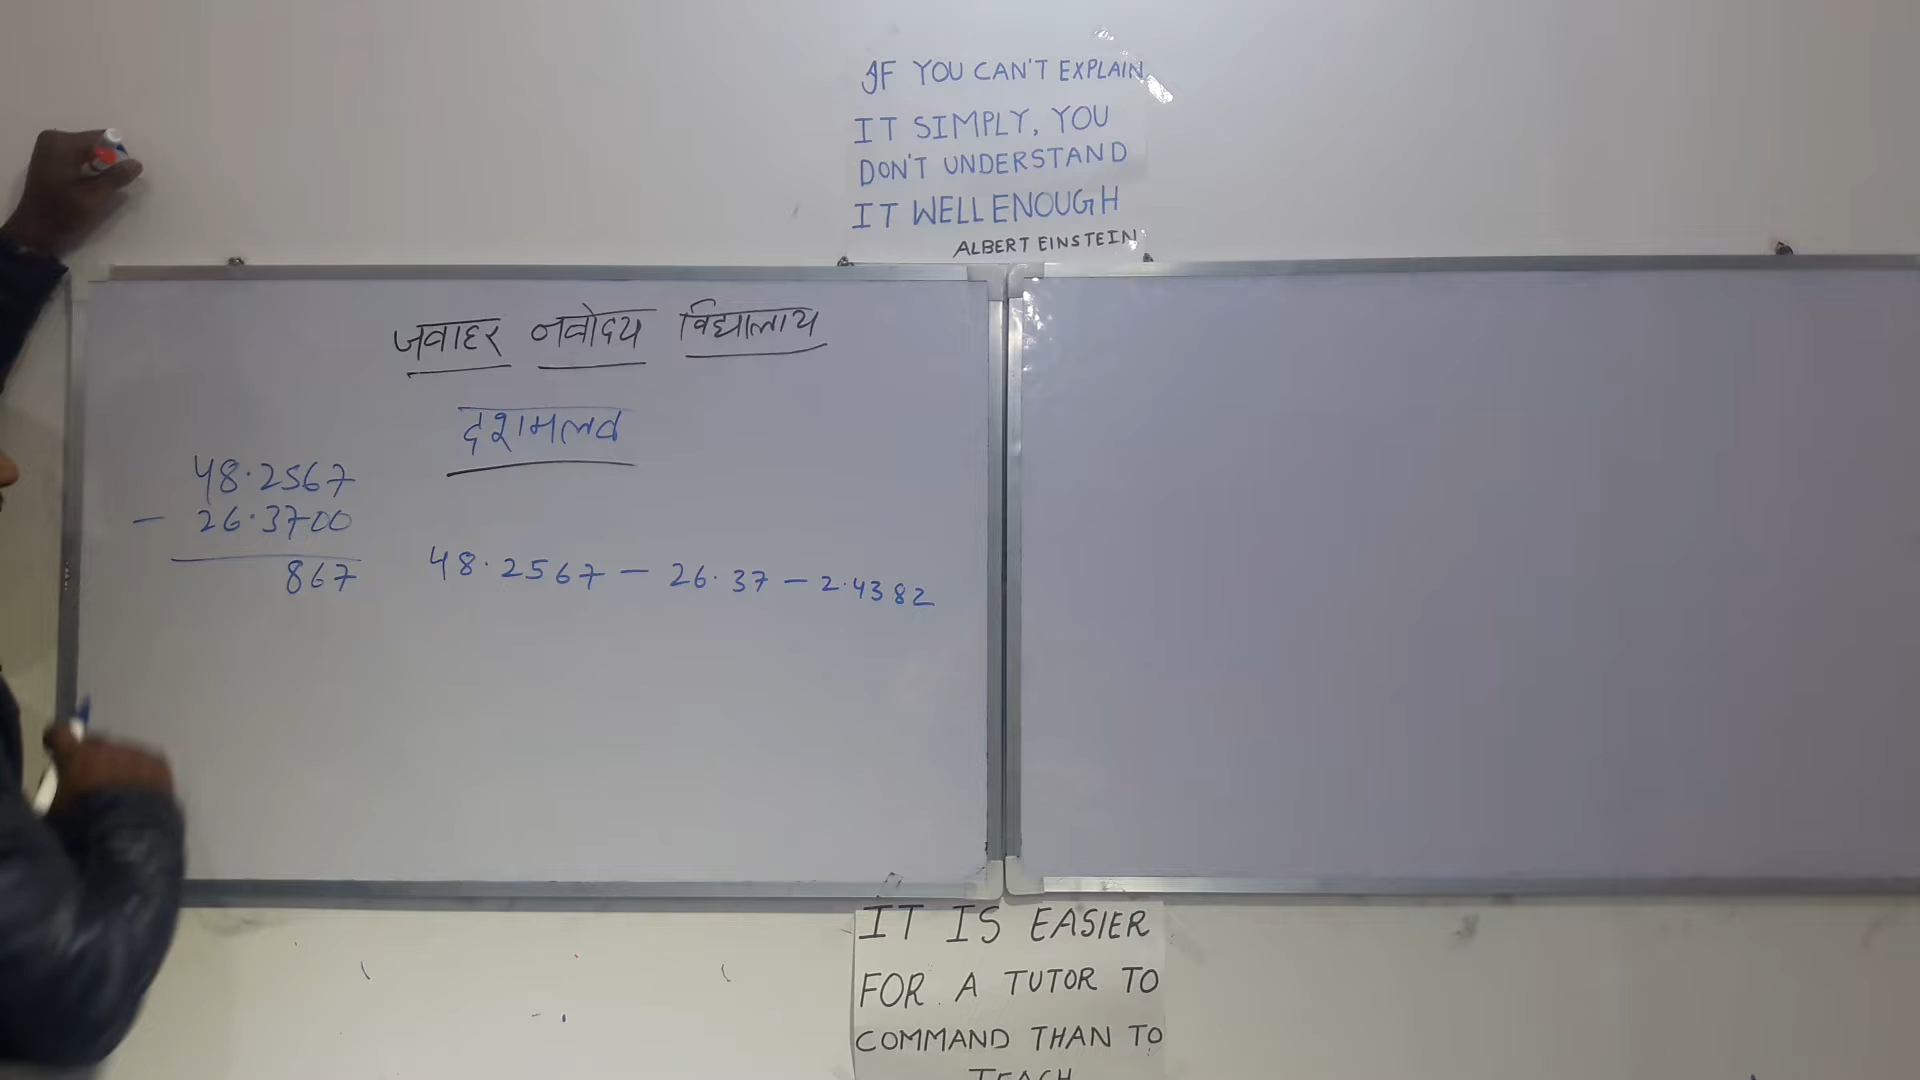 IF YOU CAN'T EXPLAIN
IT SIMPLY, YOU
DON'T UNDERSTAND
IT WELL ENOUGH
ALBERT EINSTEIN
जवाहर नवोदय विद्यालाय
दशमलव
48.2567
- 26.3700
867
48.2567 - 26.37 - 2.4382
IT IS EASIER
FOR A TUTOR TO
COMMAND THAN TO
TEACH